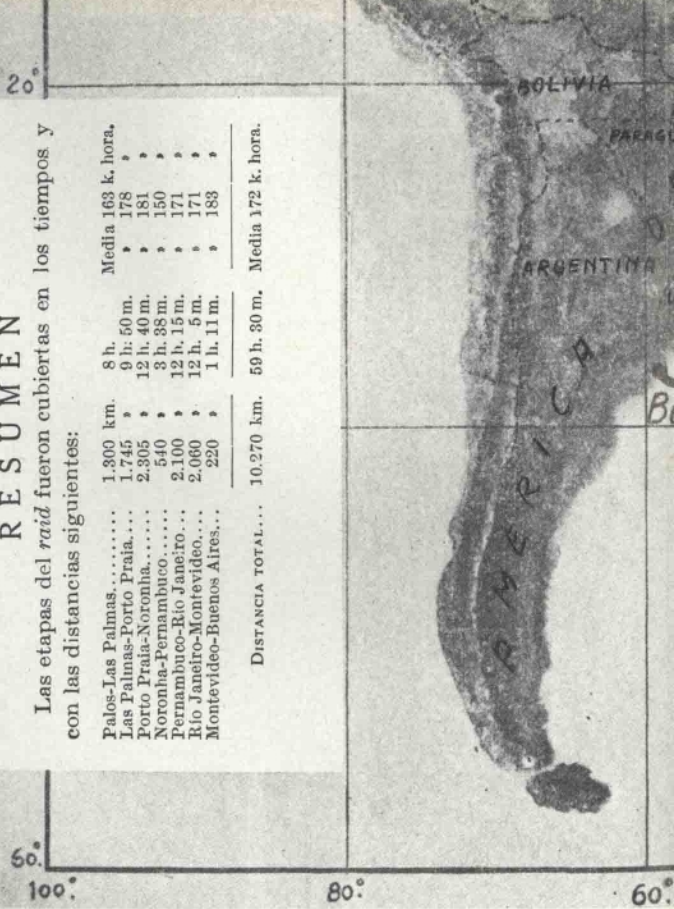 RESUMEN
Las etapas del raid fueron cubiertas en los tiempos y
con las distancias siguientes:
Palos-Las Palmas......... 1.300 km. 8 h. Media 163 k. hora.
Las Palmas-Porto Praia.... 1.745 » 9 h: 50 m. » 178 »
Porto Praia-Noronha....... 2.305 » 12 h. 40 m. » 181 »
Noronha-Pernambuco...... 540 » 3 h. 38 m. » 150 »
Pernambuco-Río Janeiro... 2.100 » 12 h. 15 m. » 171 »
Río Janeiro-Montevideo.... 2.060 » 12 h. 5 m. » 171 »
Montevideo-Buenos Aires... 220 » 1 h. 11 m. » 183 »
DISTANCIA TOTAL.... 10.270 km. 59 h. 30 m. Media 172 k. hora.
20°
BOLIVIA
ARGENTINA
AMERICA
60°
100°
80°
60°